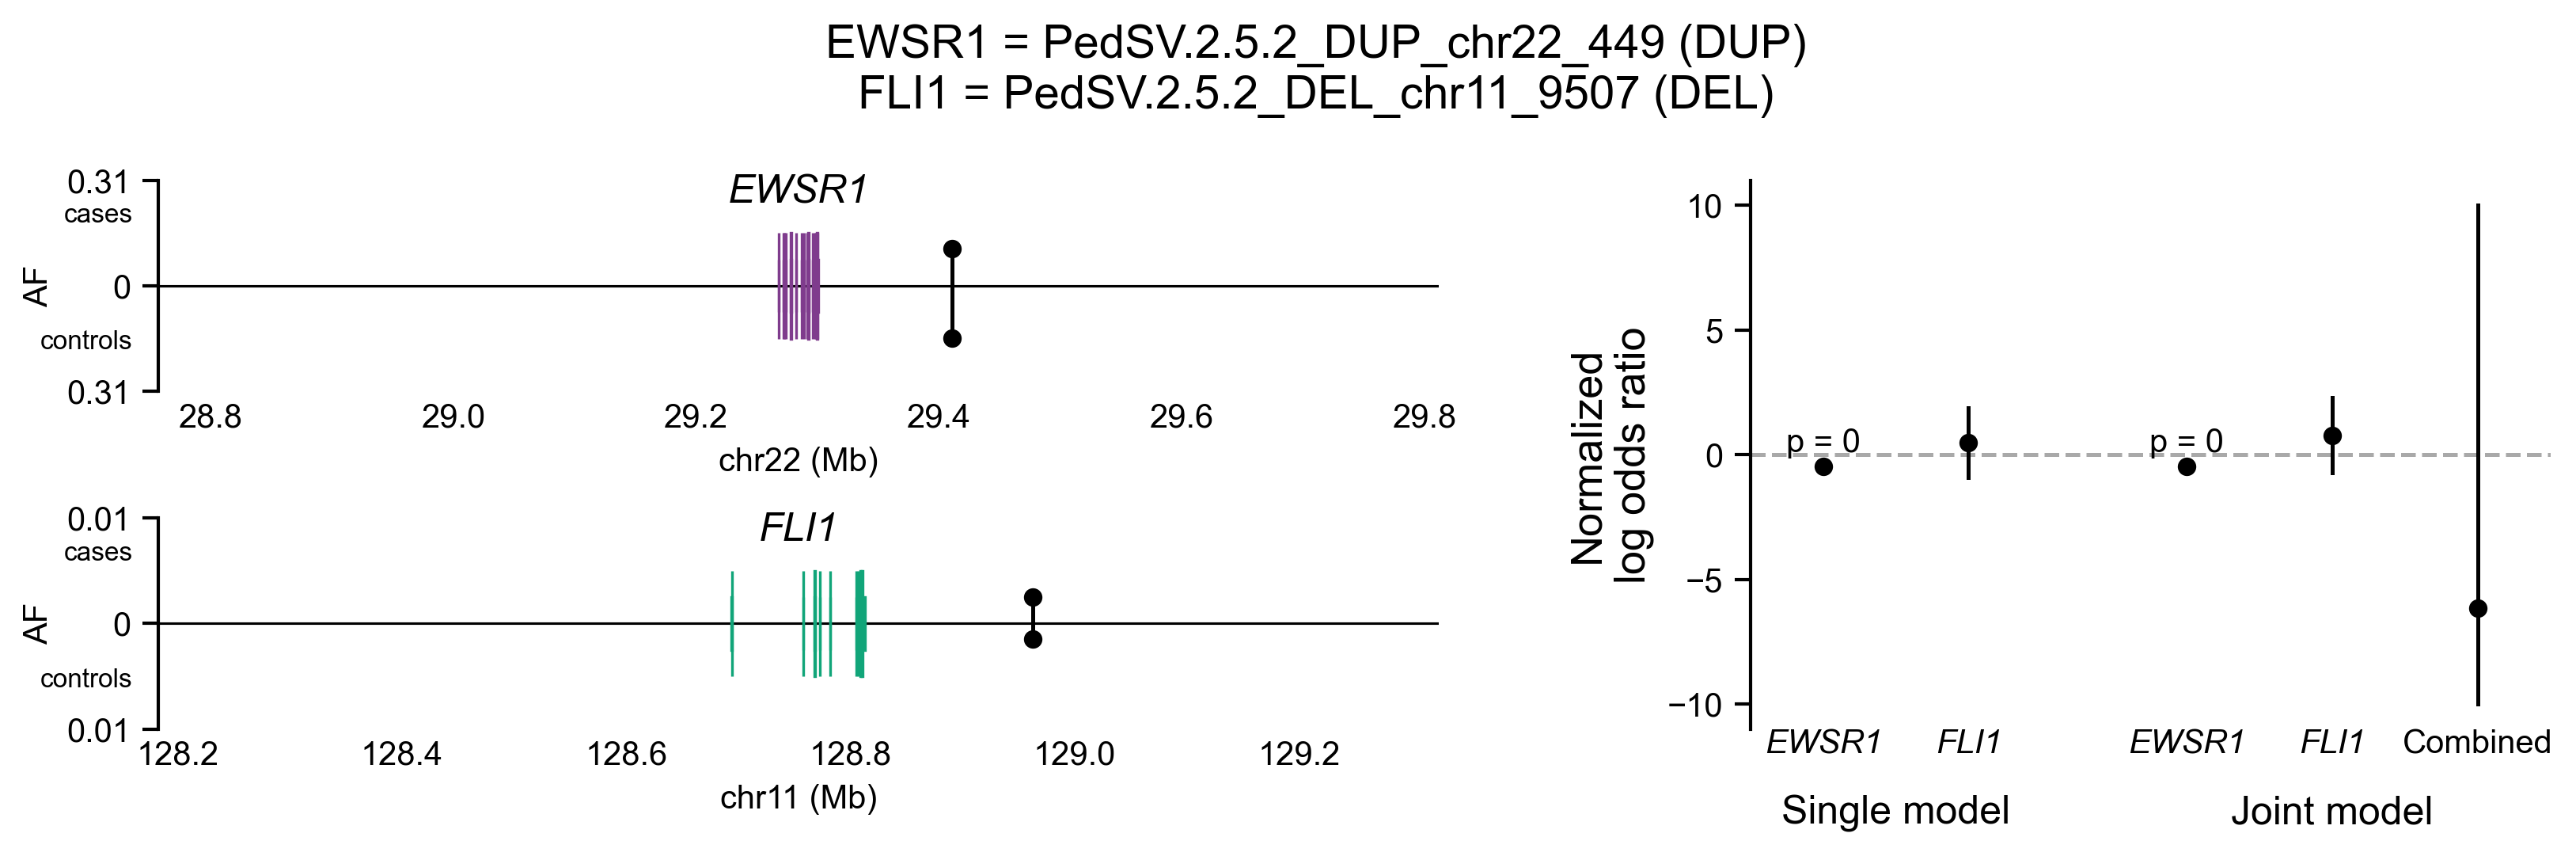 EWSR1 = PedSV.2.5.2_DUP_chr22_449 (DUP)
FLI1 = PedSV.2.5.2_DEL_chr11_9507 (DEL)
EWSR1
0.31
cases
AF
0
controls
0.31
28.8 29.0 29.2 29.4 29.6 29.8
chr22 (Mb)
FLI1
0.01
cases
AF
0
controls
0.01
128.2 128.4 128.6 128.8 129.0 129.2
chr11 (Mb)
Normalized
log odds ratio
10
5
0
−5
−10
p = 0
p = 0
EWSR1 FLI1 EWSR1 FLI1 Combined
Single model Joint model